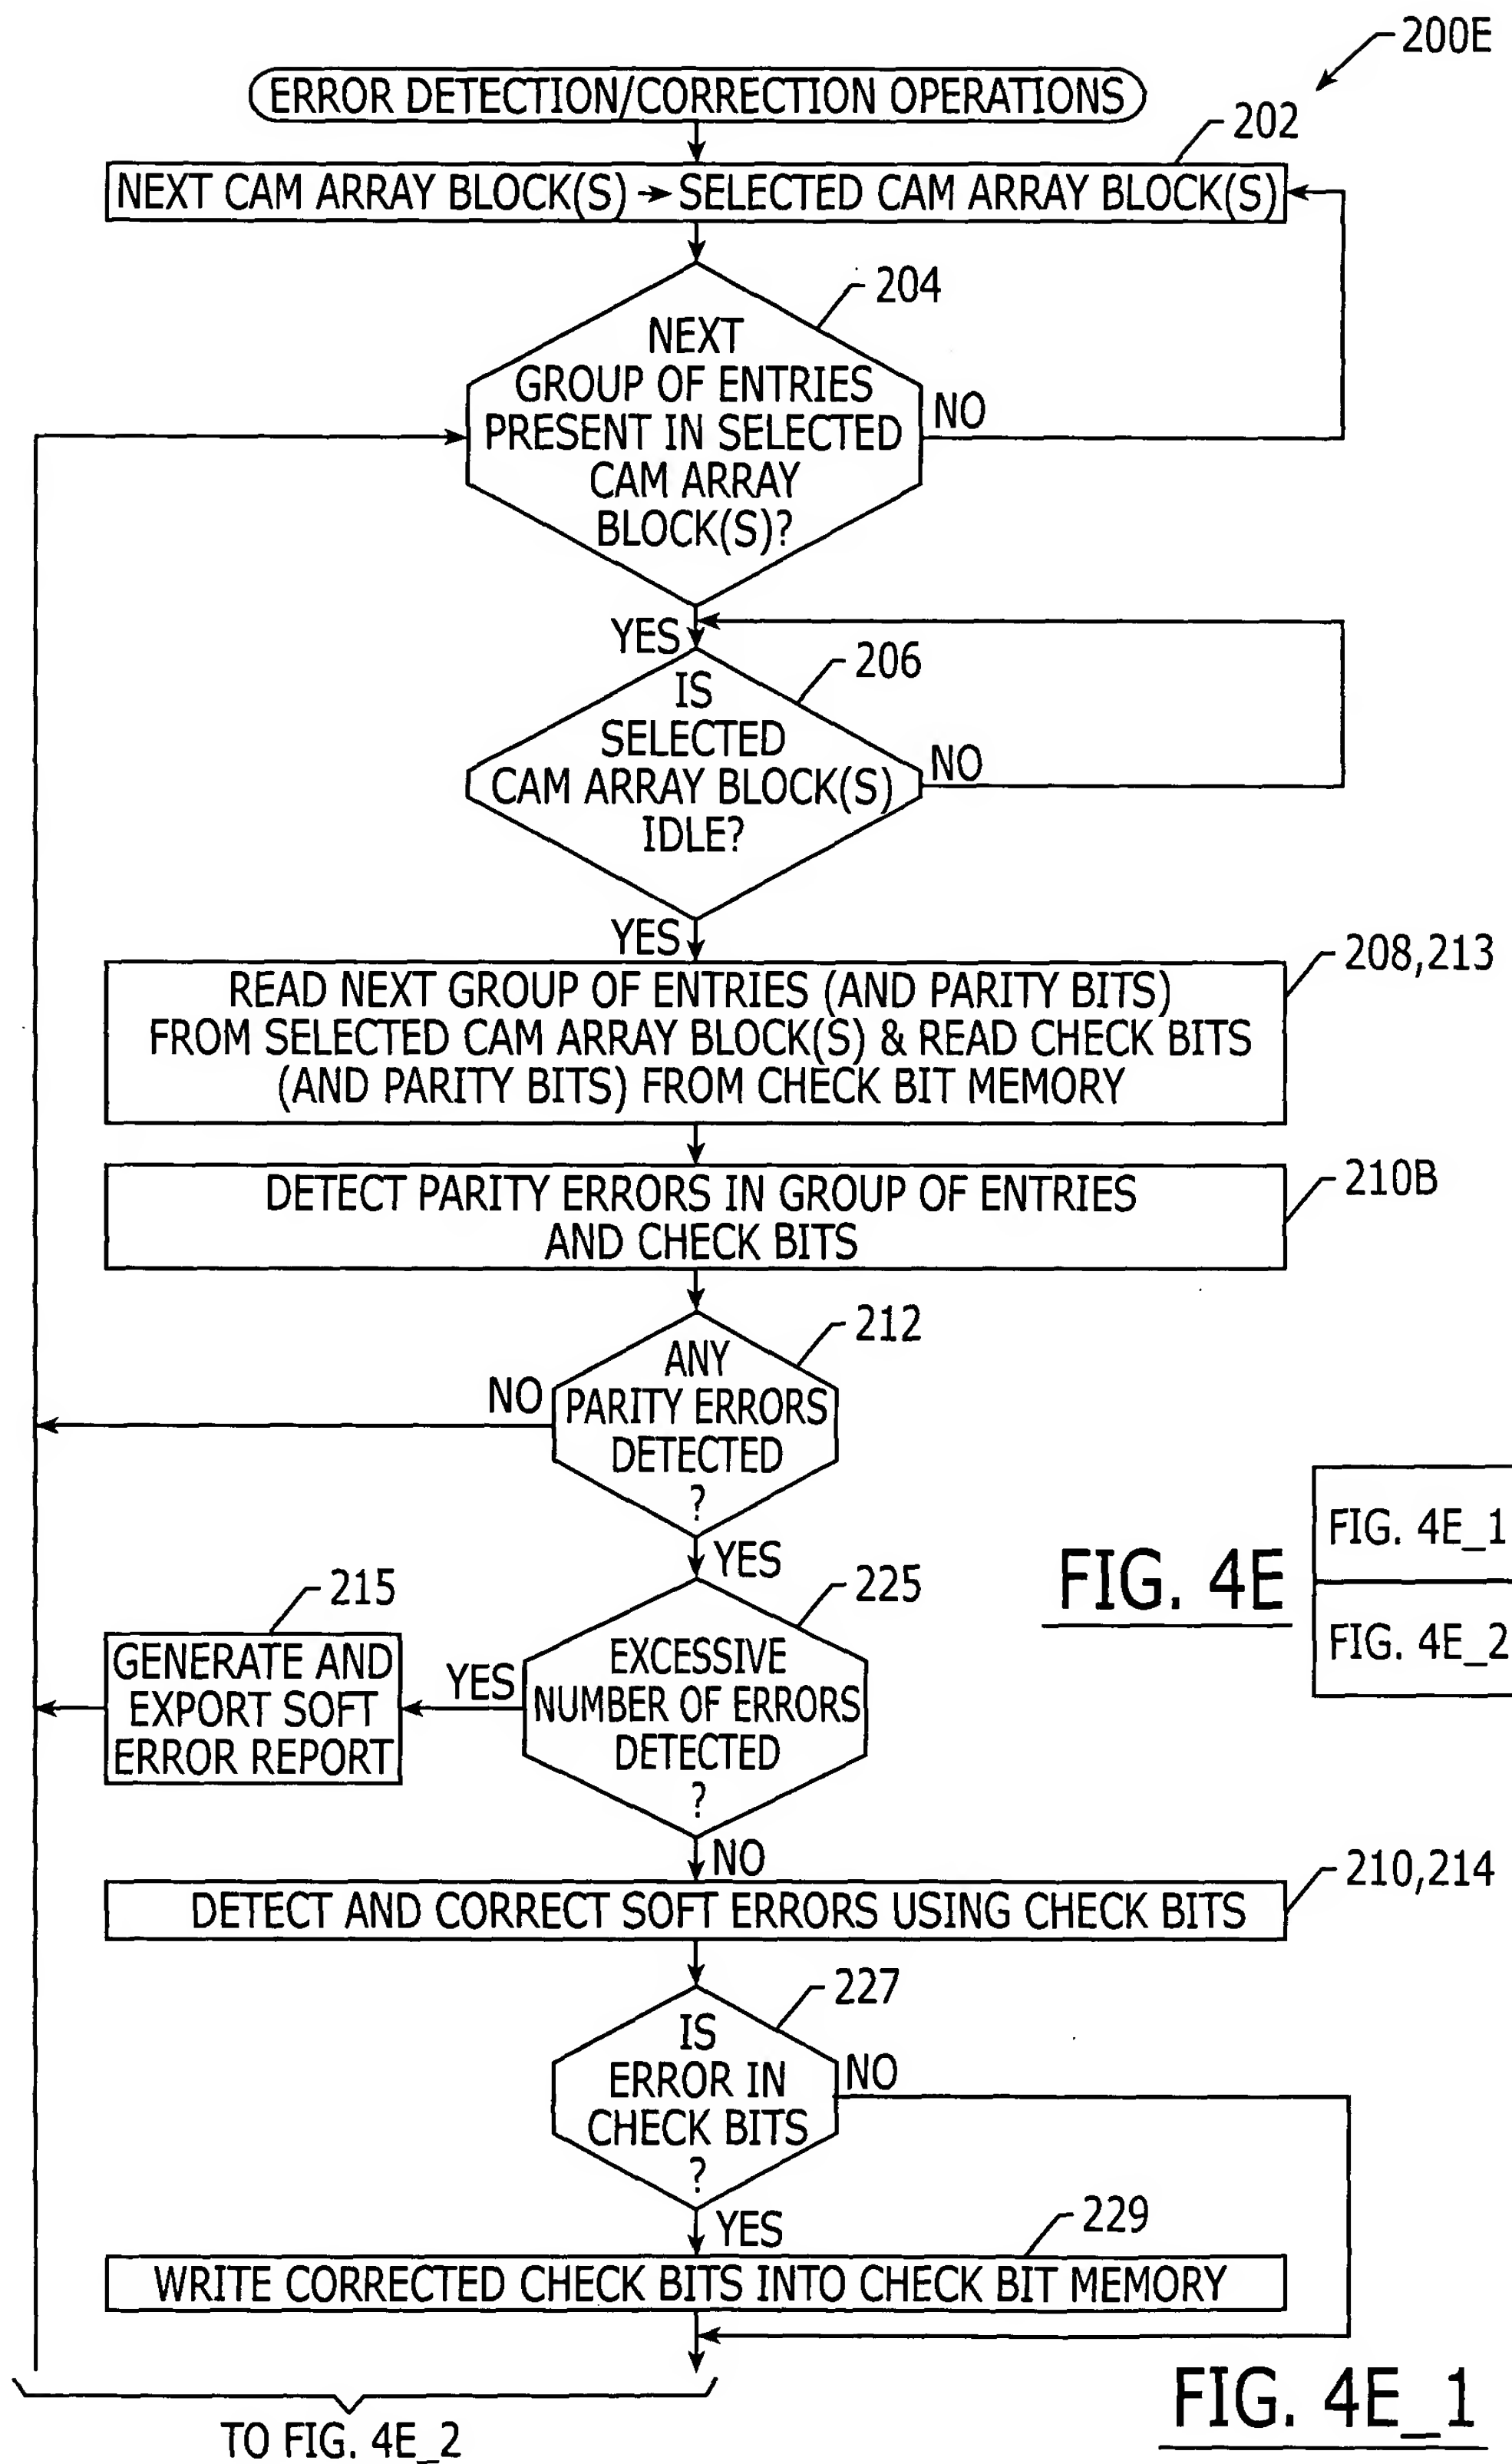 200E
ERROR DETECTION/CORRECTION OPERATIONS
202
NEXT CAM ARRAY BLOCK(S) → SELECTED CAM ARRAY BLOCK(S)
204
NEXT
GROUP OF ENTRIES
PRESENT IN SELECTED
CAM ARRAY
BLOCK(S)?
NO
YES
206
IS
SELECTED
CAM ARRAY BLOCK(S)
IDLE?
NO
YES
208,213
READ NEXT GROUP OF ENTRIES (AND PARITY BITS)
FROM SELECTED CAM ARRAY BLOCK(S) & READ CHECK BITS
(AND PARITY BITS) FROM CHECK BIT MEMORY
210B
DETECT PARITY ERRORS IN GROUP OF ENTRIES
AND CHECK BITS
212
ANY
PARITY ERRORS
DETECTED
?
NO
YES
FIG. 4E
FIG. 4E_1
FIG. 4E_2
225
EXCESSIVE
NUMBER OF ERRORS
DETECTED
?
YES
215
GENERATE AND
EXPORT SOFT
ERROR REPORT
NO
210,214
DETECT AND CORRECT SOFT ERRORS USING CHECK BITS
227
IS
ERROR IN
CHECK BITS
?
NO
YES
229
WRITE CORRECTED CHECK BITS INTO CHECK BIT MEMORY
TO FIG. 4E_2
FIG. 4E_1